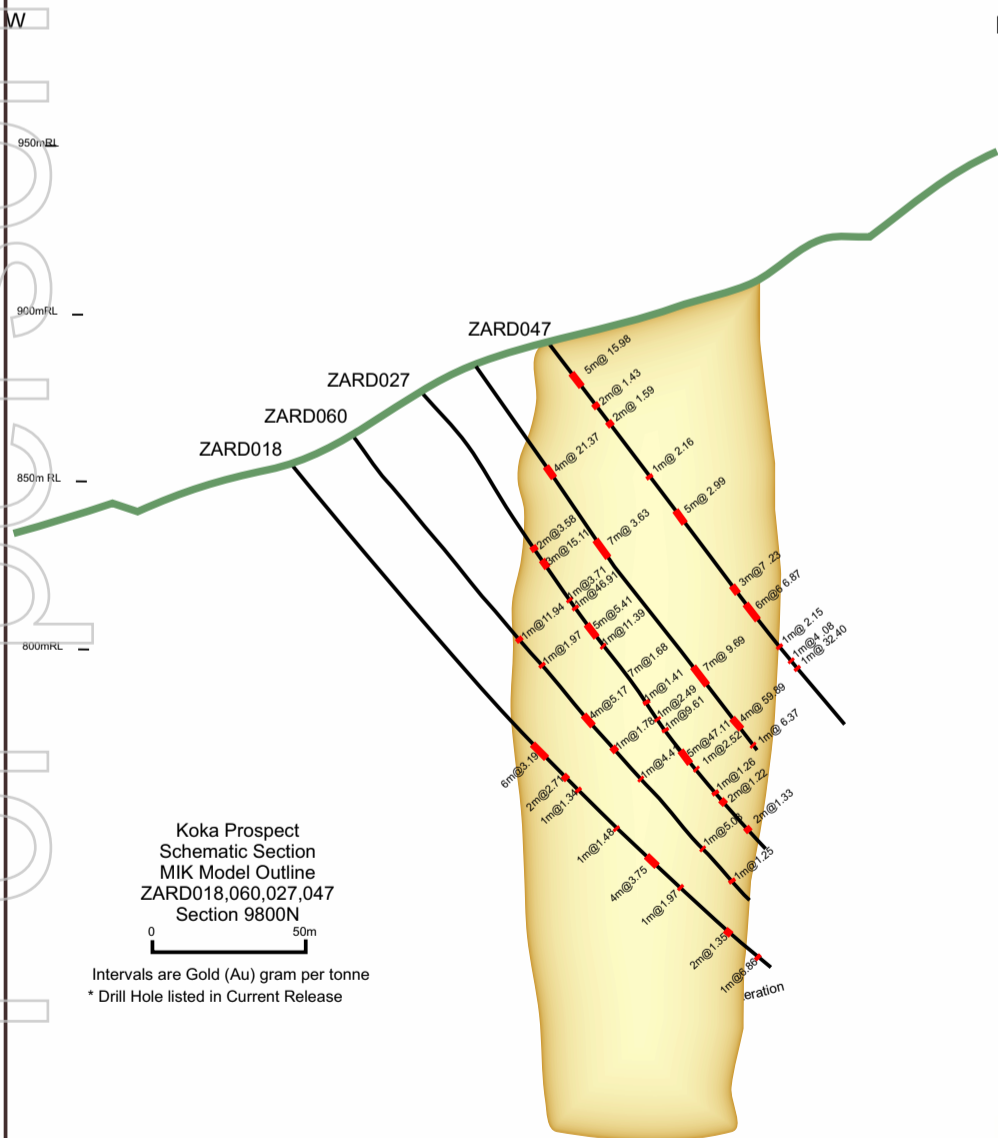 W
950mRL
900mRL
850m RL
800mRL
ZARD047
ZARD027
ZARD060
ZARD018
5m@ 15.98
2m@ 1.43
2m@ 1.59
1m@ 2.16
5m@ 2.99
3m@7 .23
6m@6 6.87
1m@ 2.15
1m@4 .08
1m@ 32.40
4m@ 21.37
7m@ 3.63
7m@ 9.69
4m@ 59.89
1m@ 6.37
2m@3.58
3m@15.11
1m@3.71
1m@46.91
5m@5.41
1m@11.39
7m@1.68
1m@1.41
1m@2.49
1m@9.61
5m@47.11
1m@2.52
1m@1.26
2m@1.22
2m@1.33
1m@11.94
1m@1.97
4m@5.17
1m@1.78
1m@4.4
1m@5.0
1m@1.25
6m@3.19
2m@2.71
1m@1.34
1m@1.48
4m@3.75
1m@1.97
2m@1.35
1m@6.86
eration
Koka Prospect
Schematic Section
MIK Model Outline
ZARD018,060,027,047
Section 9800N
0 50m
Intervals are Gold (Au) gram per tonne
* Drill Hole listed in Current Release